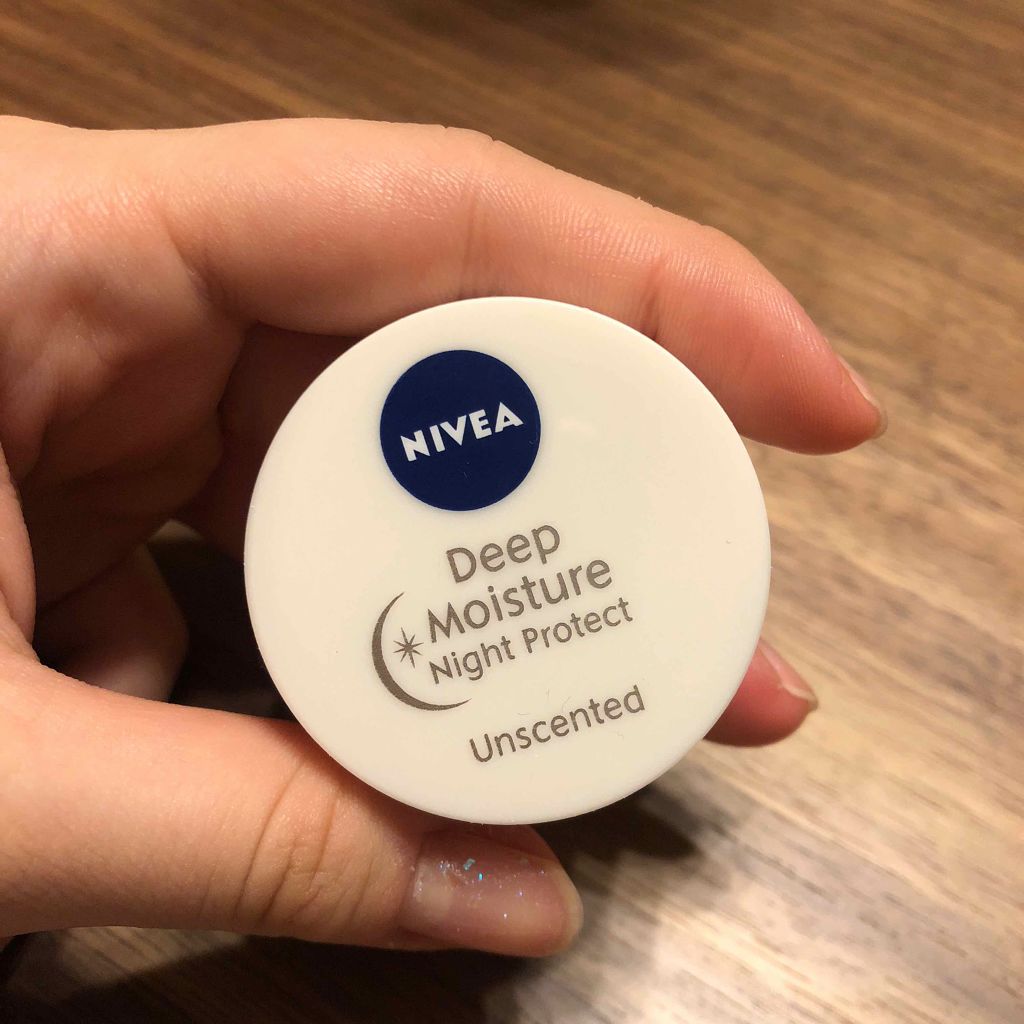 NIVEA
Deep
Moisture
Night Protect
Unscented